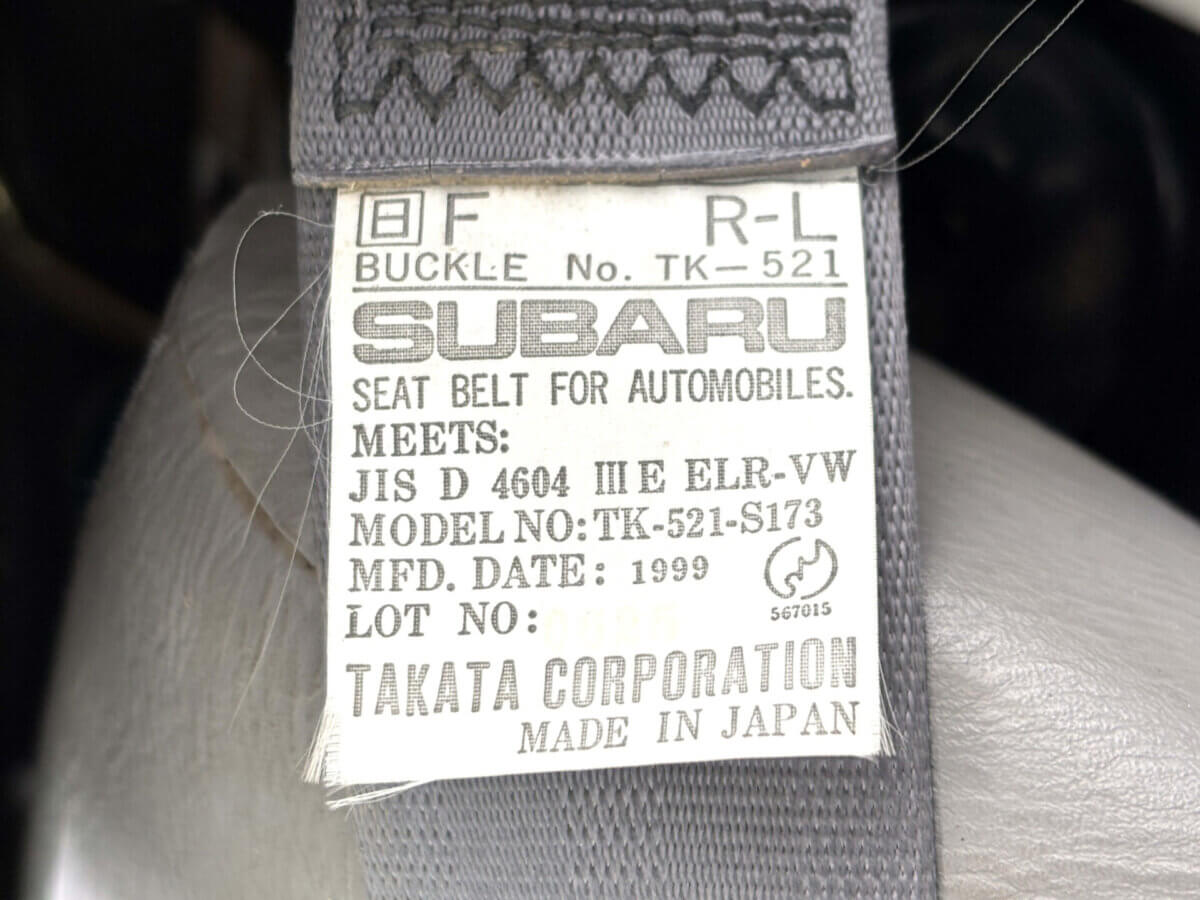 日 F R-L
BUCKLE No. TK-521
SUBARU
SEAT BELT FOR AUTOMOBILES.
MEETS:
JIS D 4604 III E ELR-VW
MODEL NO: TK-521-S173
MFD. DATE: 1999
567015
LOT NO:
TAKATA CORPORATION
MADE IN JAPAN